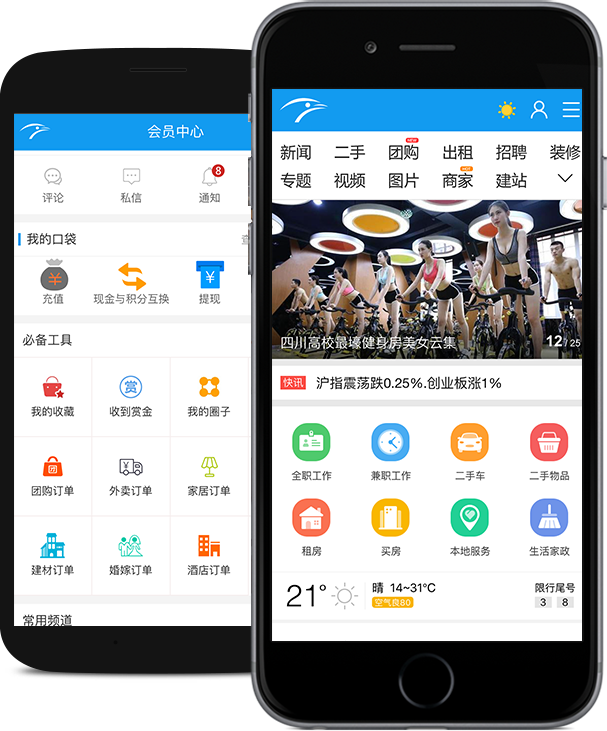 会员中心
评论 私信 8 通知
我的口袋 查
充值 现金与积分互换 提现
必备工具
我的收藏 赏 收到赏金 我的圈子
团 团购订单 外卖订单 家居订单
建材订单 婚嫁订单 酒店订单
常用频道
新闻 二手 团购 NEW 出租 招聘 装修
专题 视频 图片 商家 HOT 建站
四川高校最壕健身房美女云集 12 / 25
快讯 沪指震荡跌0.25%.创业板涨1%
全职工作 兼职工作 二手车 二手物品
租房 买房 本地服务 生活家政
21° 晴 14~31℃ 限行尾号
空气良80 3 8